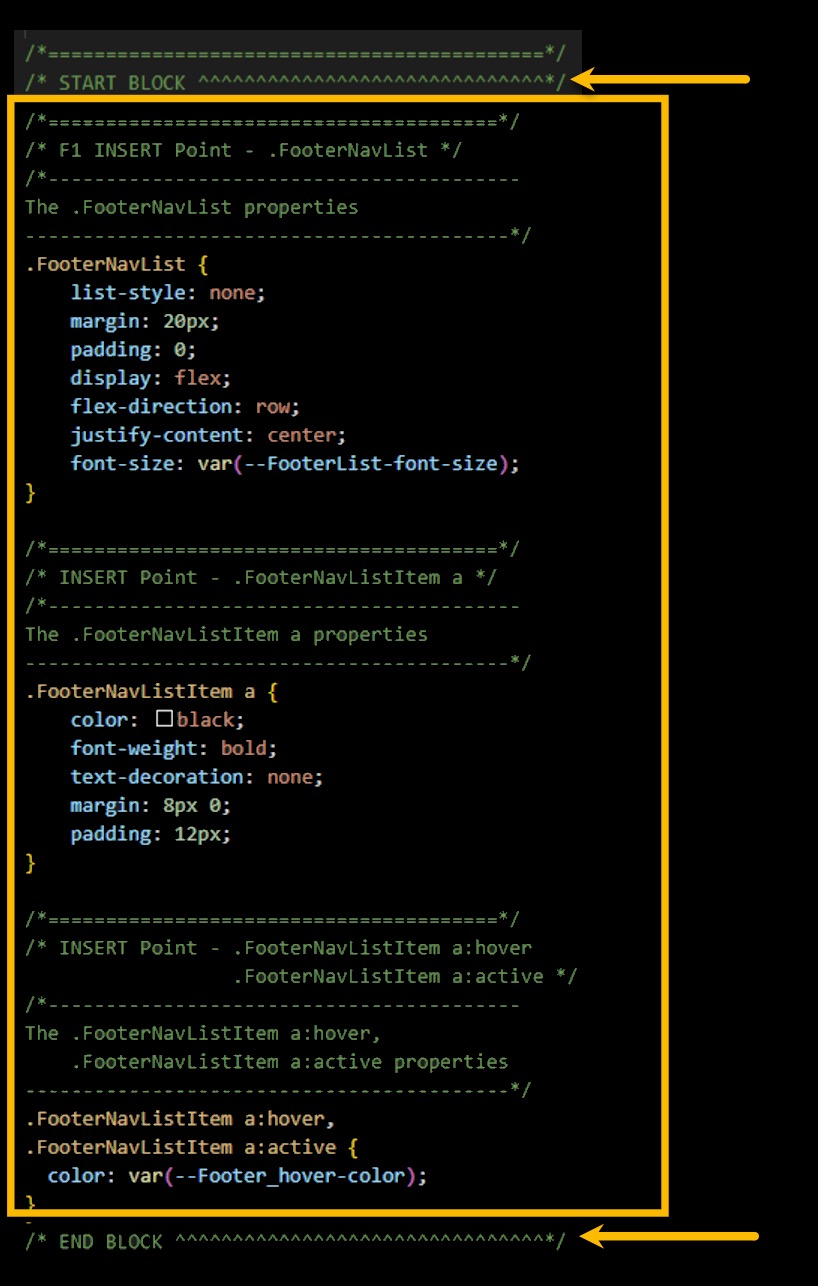 /*===========================================*/
/* START BLOCK ^^^^^^^^^^^^^^^^^^^^^^^^^^^^^^*/
/*=======================================*/
/* F1 INSERT Point - .FooterNavList */
/*-----------------------------------------
The .FooterNavList properties
------------------------------------------*/
.FooterNavList {
    list-style: none;
    margin: 20px;
    padding: 0;
    display: flex;
    flex-direction: row;
    justify-content: center;
    font-size: var(--FooterList-font-size);
}
/*=======================================*/
/* INSERT Point - .FooterNavListItem a */
/*-----------------------------------------
The .FooterNavListItem a properties
------------------------------------------*/
.FooterNavListItem a {
    color: black;
    font-weight: bold;
    text-decoration: none;
    margin: 8px 0;
    padding: 12px;
}
/*=======================================*/
/* INSERT Point - .FooterNavListItem a:hover
                  .FooterNavListItem a:active */
/*-----------------------------------------
The .FooterNavListItem a:hover,
    .FooterNavListItem a:active properties
------------------------------------------*/
.FooterNavListItem a:hover,
.FooterNavListItem a:active {
  color: var(--Footer_hover-color);
}
/* END BLOCK ^^^^^^^^^^^^^^^^^^^^^^^^^^^^^^^^*/